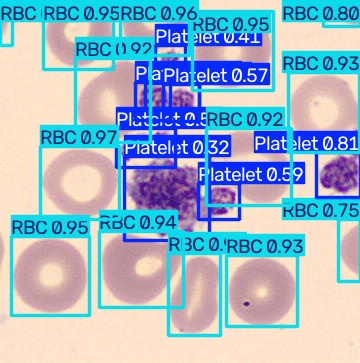 RBC RBC 0.95 RBC 0.96 RBC 0.95 RBC 0.80
Platelet 0.41
RBC 0.92 Platelet 0.57 RBC 0.93
RBC 0.92
RBC 0.97 Platelet 0.32 Platelet 0.81
Platelet 0.59
RBC 0.95 RBC 0.94 RBC 0.93 RBC 0.75